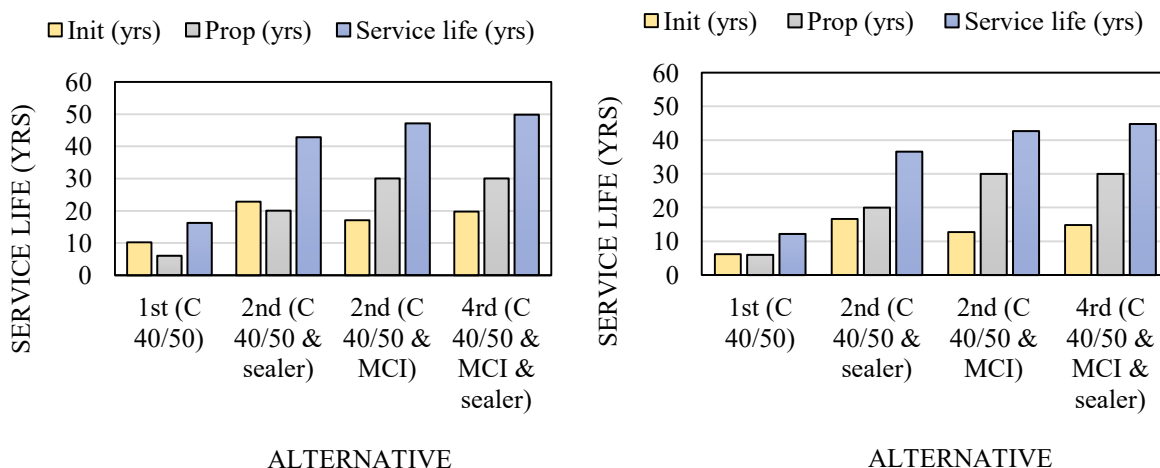 Init (yrs) Prop (yrs) Service life (yrs)
SERVICE LIFE (YRS)
60
50
40
30
20
10
0
1st (C 2nd (C 2nd (C 4rd (C
40/50) 40/50 & 40/50 & 40/50 &
sealer) MCI) MCI &
sealer)
ALTERNATIVE
Init (yrs) Prop (yrs) Service life (yrs)
SERVICE LIFE (YRS)
60
50
40
30
20
10
0
1st (C 2nd (C 2nd (C 4rd (C
40/50) 40/50 & 40/50 & 40/50 &
sealer) MCI) MCI &
sealer)
ALTERNATIVE